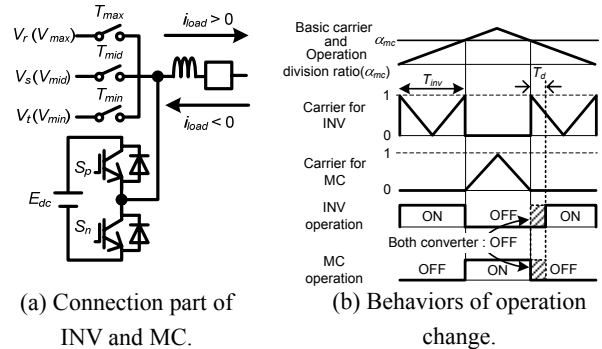 T_max
i_load > 0
V_r (V_max)
T_mid
V_s (V_mid)
T_min
i_load < 0
V_t (V_min)
S_p
E_dc
S_n
(a) Connection part of
INV and MC.
Basic carrier
and Operation
division ratio(α_mc)
α_mc
T_inv
T_d
1
Carrier for
INV
0
1
Carrier for
MC
0
INV
operation
ON
OFF
ON
Both converter : OFF
MC
operation
OFF
ON
OFF
(b) Behaviors of operation
change.